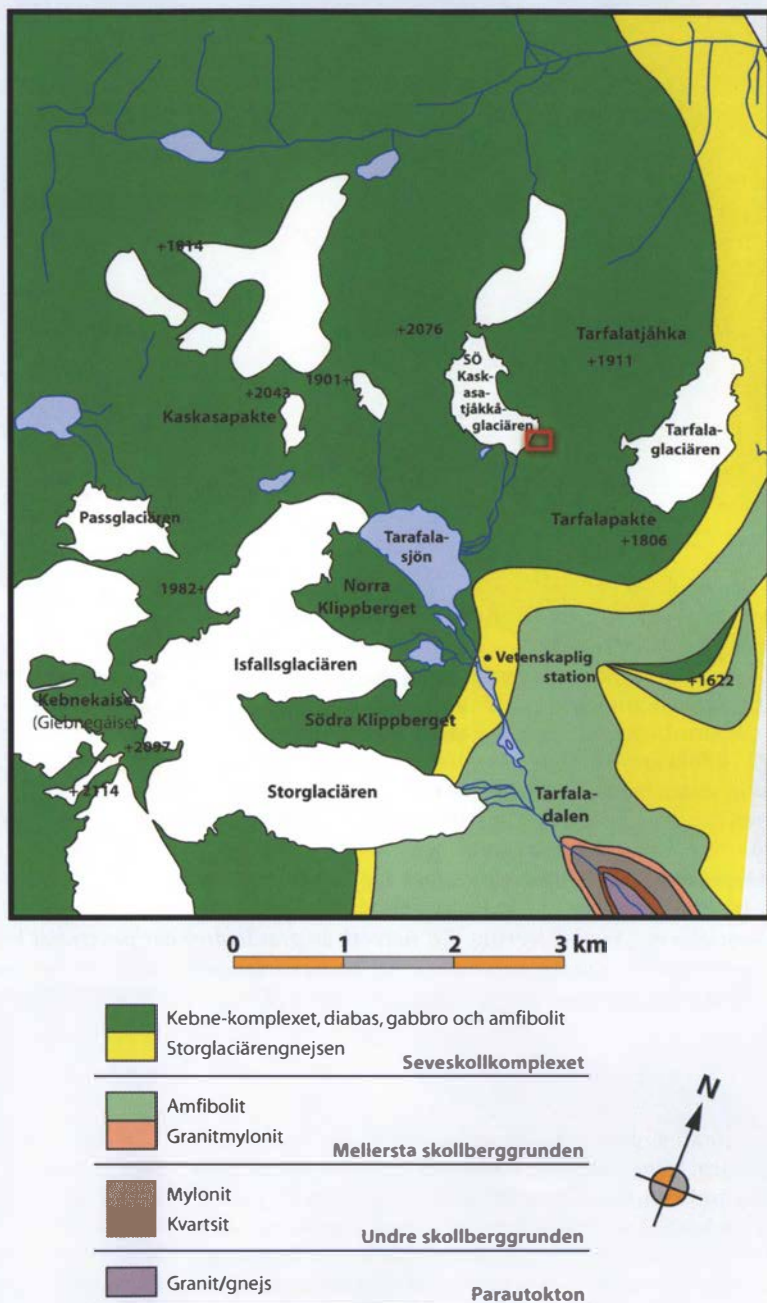 +1814
+2076
Tarfalatjåhka
+1911
SÖ
Kask-
asa-
tjåkkå-
glaciären
1901+
+2043
Kaskasapakte
Tarfala-
glaciären
Passglaciären
Tarafala-
sjön
Tarfalapakte
+1806
1982+
Norra
Klippberget
Isfallsglaciären
Vetenskaplig
station
+1622
Kebnekaise
(Giebnegáise)
Södra Klippberget
+2097
+2114
Storglaciären
Tarfala-
dalen
0 1 2 3 km
Kebne-komplexet, diabas, gabbro och amfibolit
Storglaciärengnejsen
Seveskollkomplexet
Amfibolit
Granitmylonit
Mellersta skollberggrunden
N
Mylonit
Kvartsit
Undre skollberggrunden
Granit/gnejs
Parautokton